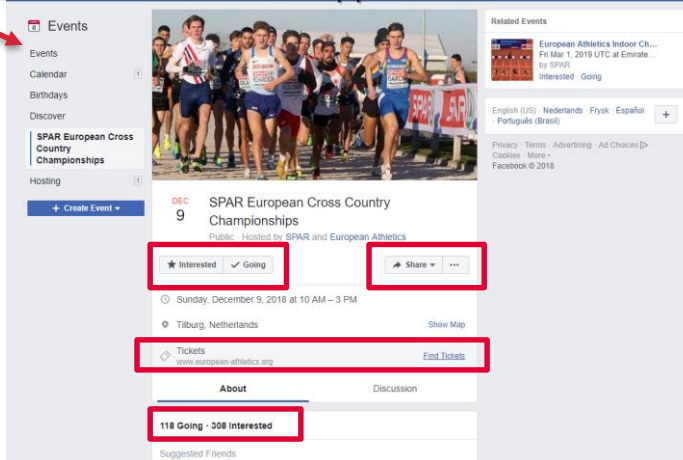 Events
Events
Calendar 1
Birthdays
Discover
SPAR European Cross
Country
Championships
Hosting 1
+ Create Event
DEC
9
SPAR European Cross Country
Championships
Public · Hosted by SPAR and European Athletics
Interested Going
Share ...
Sunday, December 9, 2018 at 10 AM – 3 PM
Tilburg, Netherlands Show Map
Tickets
www.european-athletics.org
Find Tickets
About Discussion
118 Going · 308 Interested
Suggested Friends
Related Events
European Athletics Indoor Ch...
Fri Mar 1, 2019 UTC at Emirate...
by SPAR
Interested · Going
English (US) · Nederlands · Frysk · Español
· Português (Brasil)
+
Privacy · Terms · Advertising · Ad Choices ·
Cookies · More
Facebook © 2018